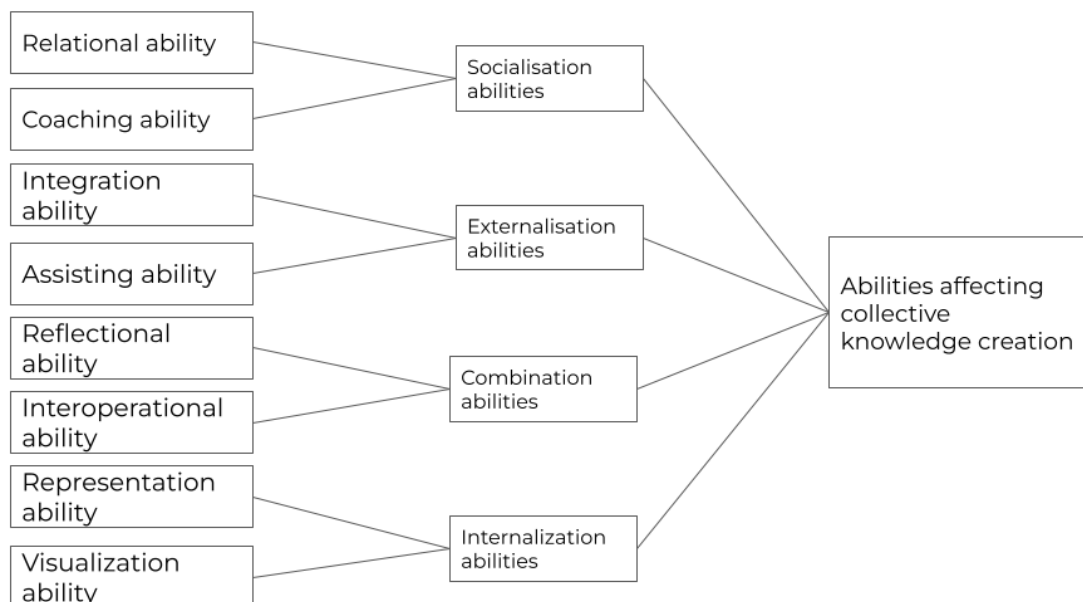 Relational ability
Coaching ability
Integration
ability
Assisting ability
Reflectional
ability
Interoperational
ability
Representation
ability
Visualization
ability
Socialisation
abilities
Externalisation
abilities
Combination
abilities
Internalization
abilities
Abilities affecting
collective
knowledge creation